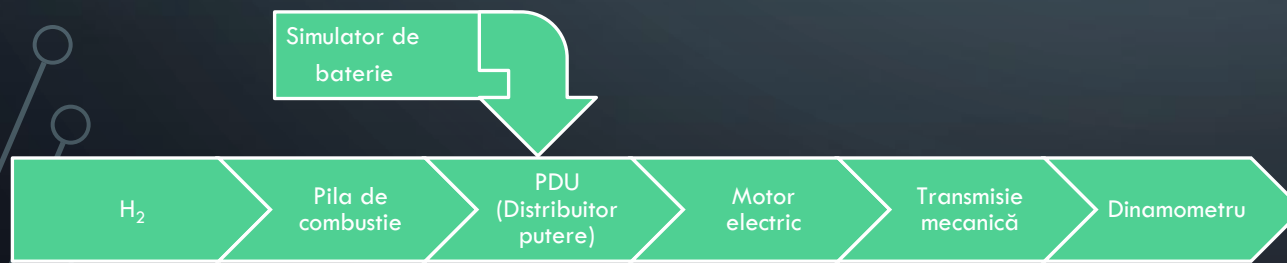 Simulator de
baterie
H₂
Pila de
combustie
PDU
(Distribuitor
putere)
Motor
electric
Transmisie
mecanică
Dinamometru